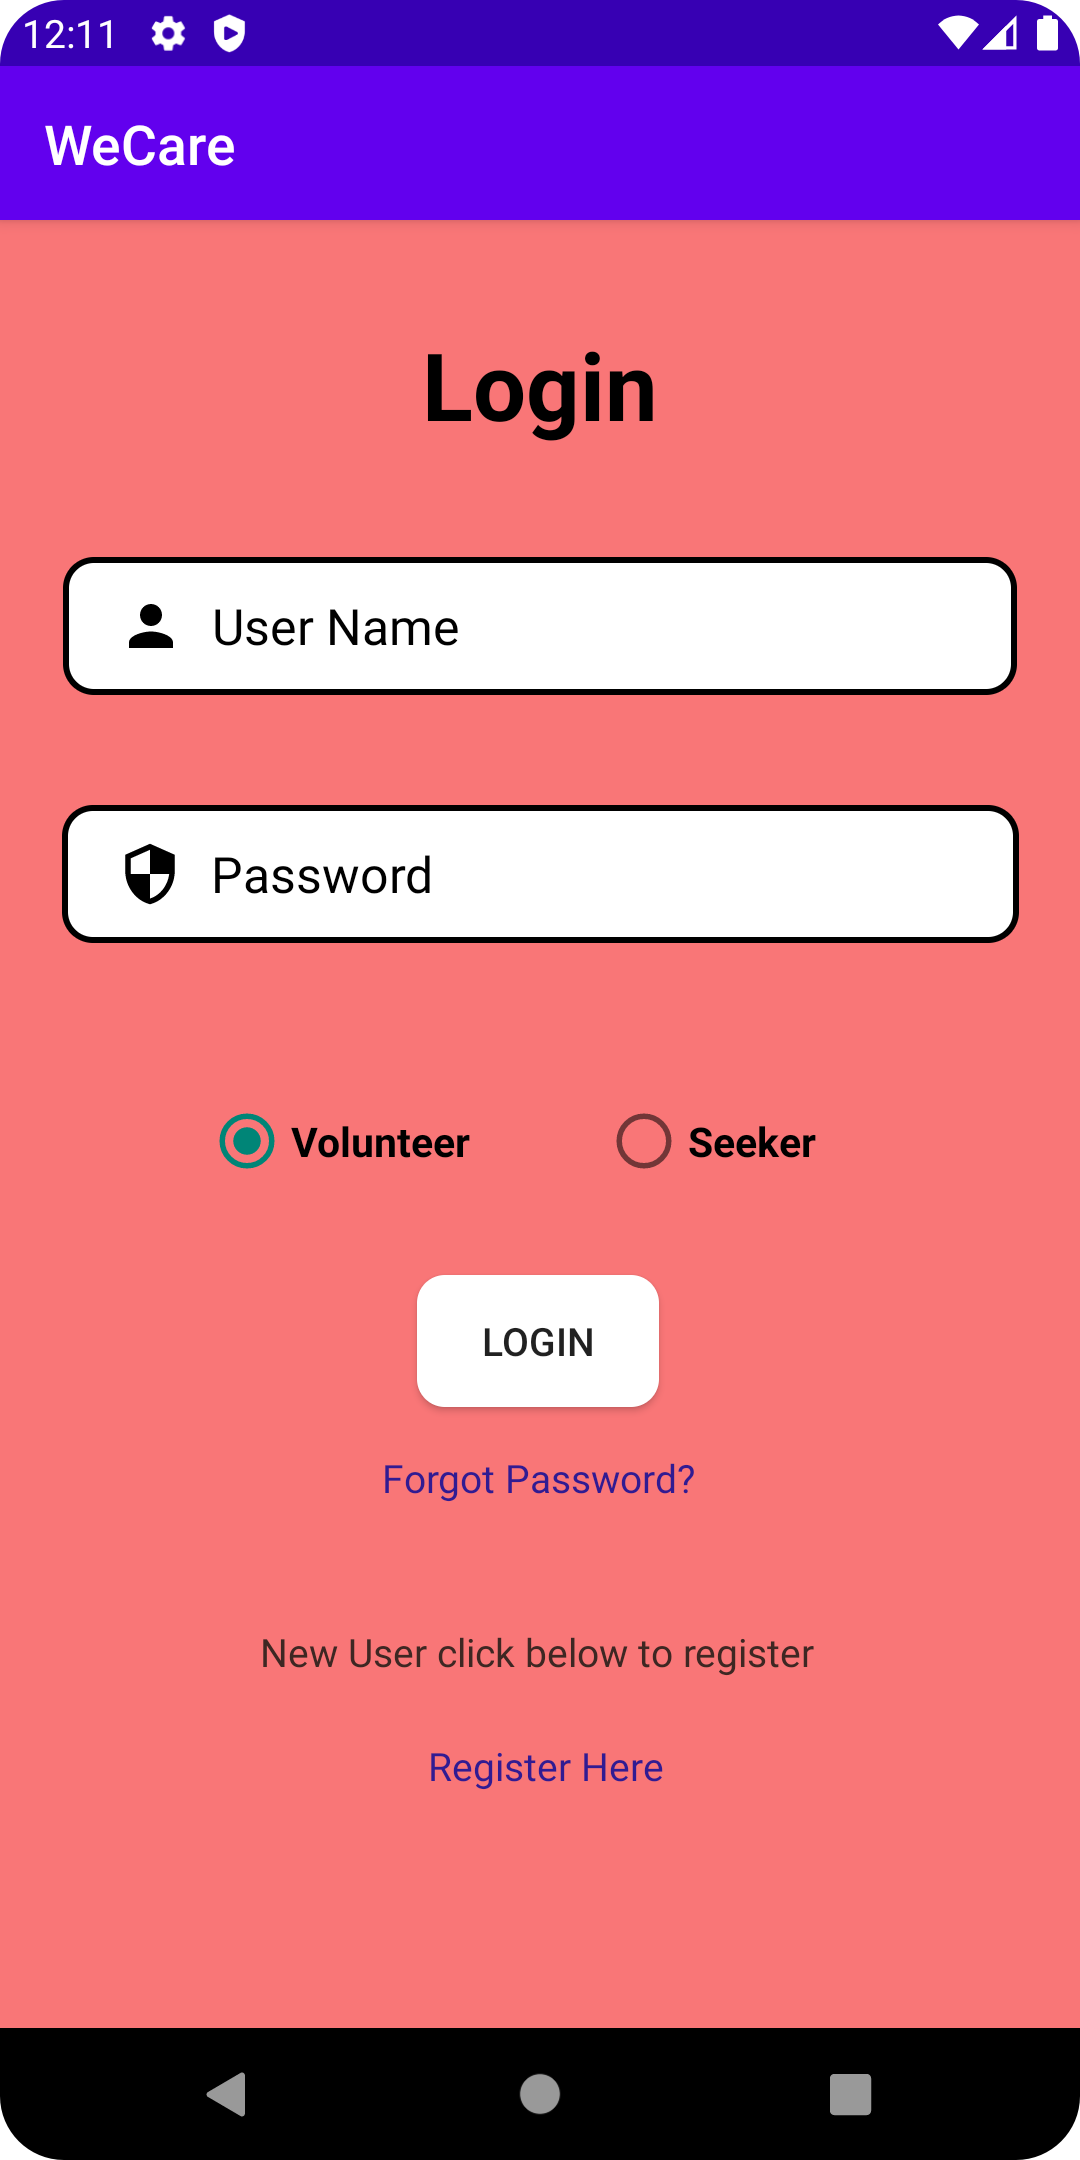 12:11
WeCare
Login
User Name
Password
Volunteer Seeker
LOGIN
Forgot Password?
New User click below to register
Register Here